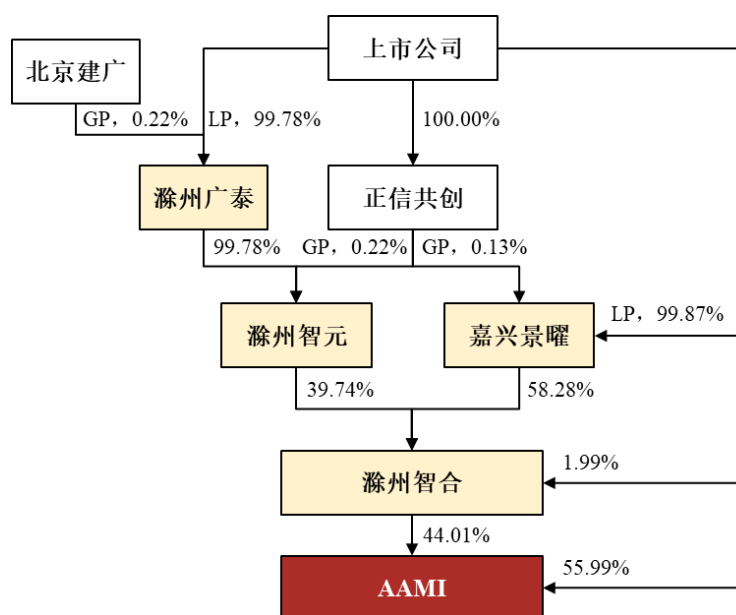 上市公司
北京建广
GP，0.22%
LP，99.78%
100.00%
滁州广泰
正信共创
99.78%
GP，0.22%
GP，0.13%
滁州智元
嘉兴景曜
LP，99.87%
39.74%
58.28%
滁州智合
1.99%
44.01%
AAMI
55.99%